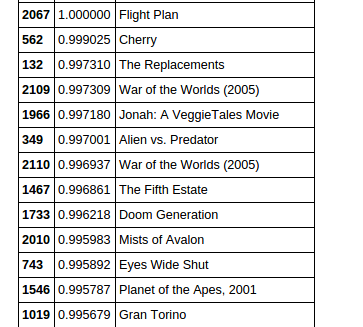 2067 1.000000 Flight Plan
562 0.999025 Cherry
132 0.997310 The Replacements
2109 0.997309 War of the Worlds (2005)
1966 0.997180 Jonah: A VeggieTales Movie
349 0.997001 Alien vs. Predator
2110 0.996937 War of the Worlds (2005)
1467 0.996861 The Fifth Estate
1733 0.996218 Doom Generation
2010 0.995983 Mists of Avalon
743 0.995892 Eyes Wide Shut
1546 0.995787 Planet of the Apes, 2001
1019 0.995679 Gran Torino